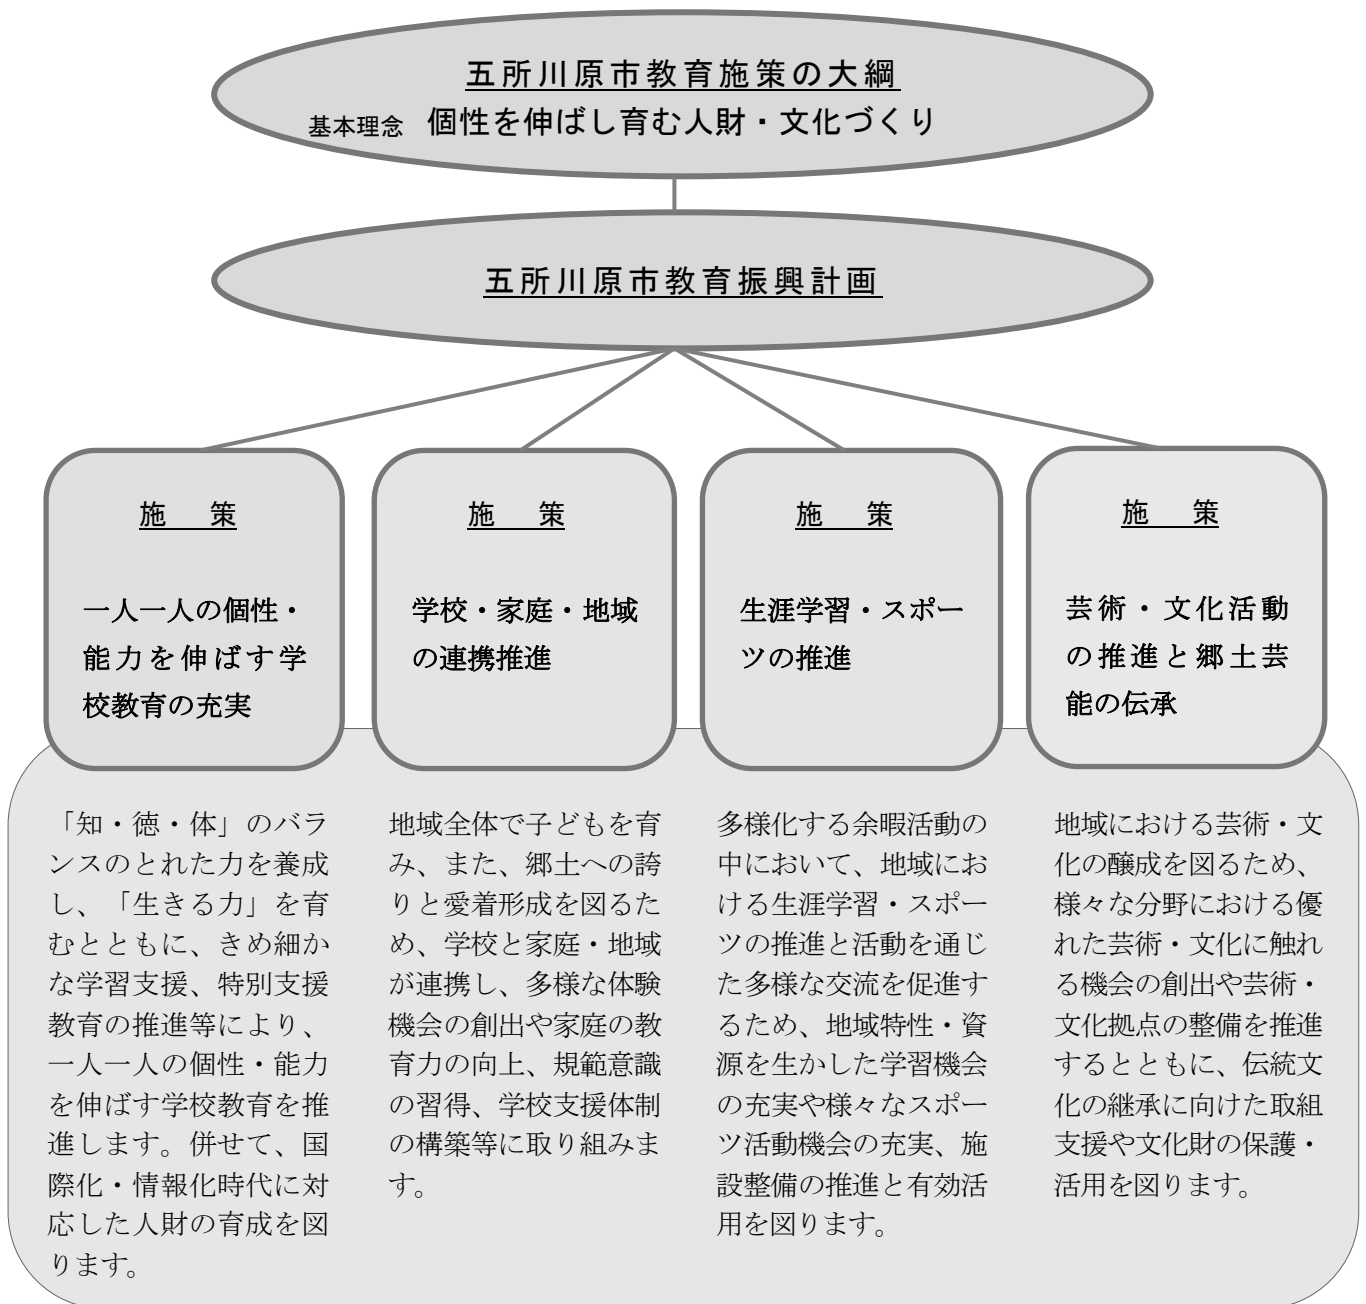 五所川原市教育施策の大綱
基本理念 個性を伸ばし育む人財・文化づくり
五所川原市教育振興計画
施 策
一人一人の個性・
能力を伸ばす学
校教育の充実
施 策
学校・家庭・地域
の連携推進
施 策
生涯学習・スポー
ツの推進
施 策
芸術・文化活動
の推進と郷土芸
能の伝承
「知・徳・体」のバラ
ンスのとれた力を養成
し、「生きる力」を育
むとともに、きめ細か
な学習支援、特別支援
教育の推進等により、
一人一人の個性・能力
を伸ばす学校教育を推
進します。併せて、国
際化・情報化時代に対
応した人財の育成を図
ります。
地域全体で子どもを育
み、また、郷土への誇
りと愛着形成を図るた
め、学校と家庭・地域
が連携し、多様な体験
機会の創出や家庭の教
育力の向上、規範意識
の習得、学校支援体制
の構築等に取り組みま
す。
多様化する余暇活動の
中において、地域にお
ける生涯学習・スポー
ツの推進と活動を通じ
た多様な交流を促進す
るため、地域特性・資
源を生かした学習機会
の充実や様々なスポー
ツ活動機会の充実、施
設整備の推進と有効活
用を図ります。
地域における芸術・文
化の醸成を図るため、
様々な分野における優
れた芸術・文化に触れ
る機会の創出や芸術・
文化拠点の整備を推進
するとともに、伝統文
化の継承に向けた取組
支援や文化財の保護・
活用を図ります。